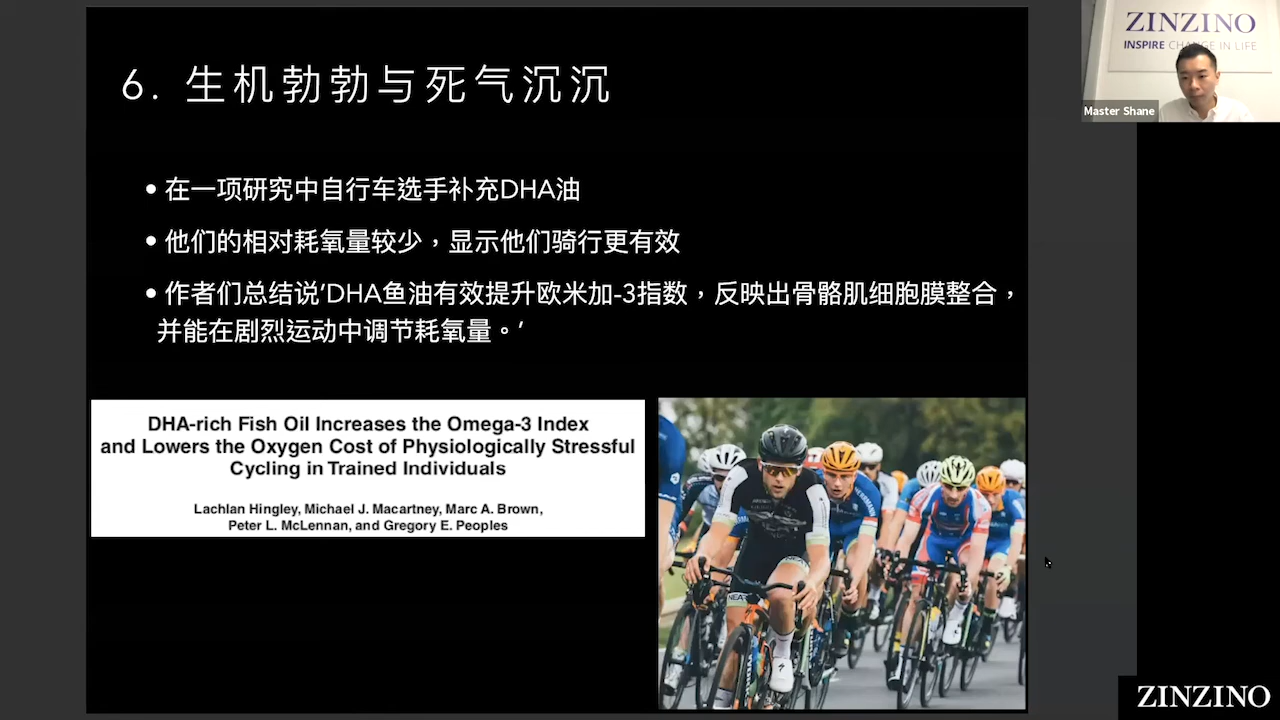 6. 生机勃勃与死气沉沉
• 在一项研究中自行车选手补充DHA油
• 他们的相对耗氧量较少，显示他们骑行更有效
• 作者们总结说'DHA鱼油有效提升欧米加-3指数，反映出骨骼肌细胞膜整合，
并能在剧烈运动中调节耗氧量。'
DHA-rich Fish Oil Increases the Omega-3 Index
and Lowers the Oxygen Cost of Physiologically Stressful
Cycling in Trained Individuals
Lachlan Hingley, Michael J. Macartney, Marc A. Brown,
Peter L. McLennan, and Gregory E. Peoples
ZINZINO
INSPIRE CHANGE IN LIFE
Master Shane
ZINZINO